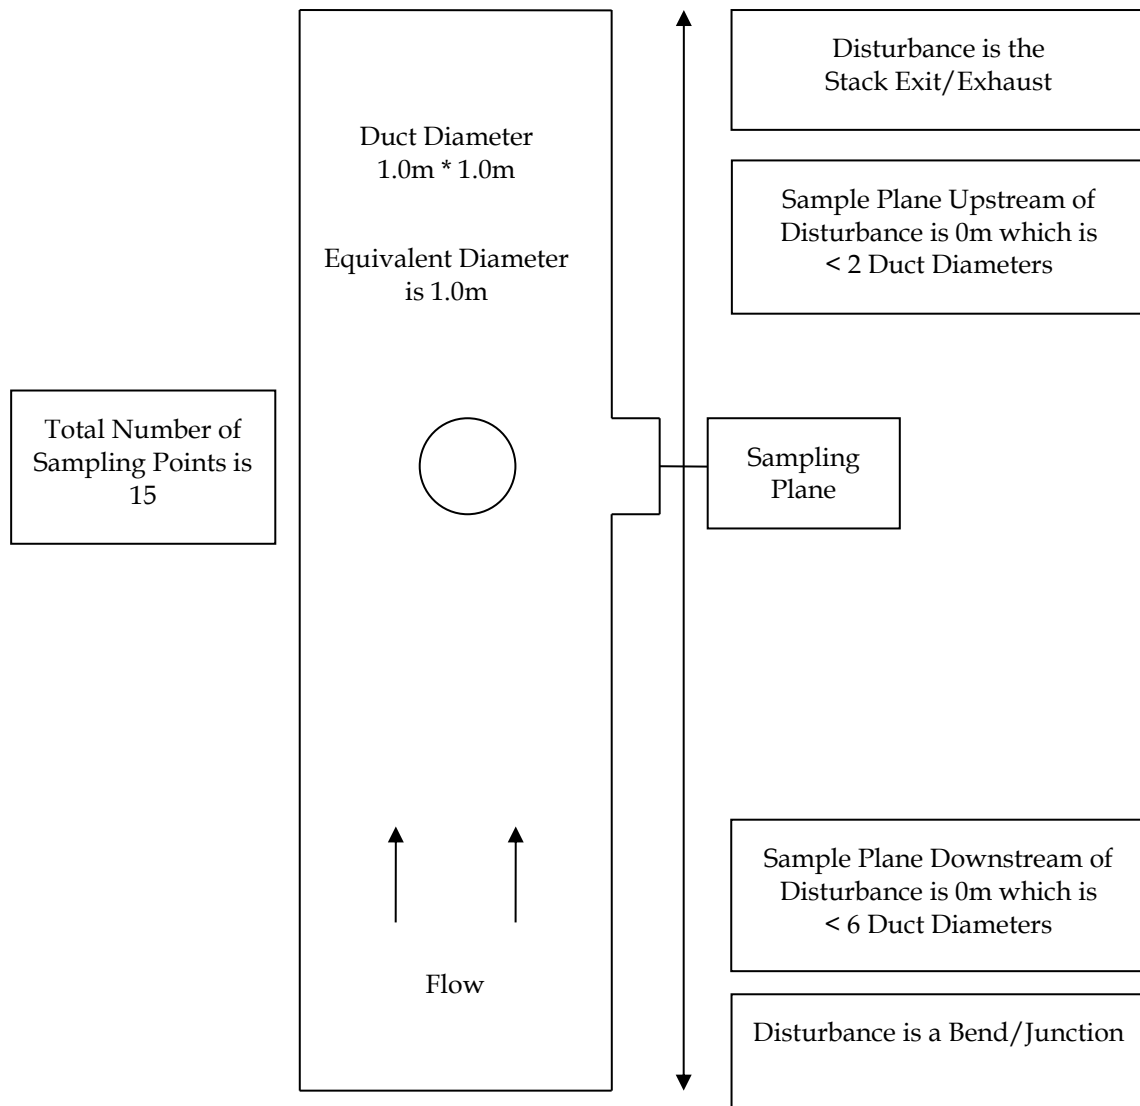 Disturbance is the
Stack Exit/Exhaust
Duct Diameter
1.0m * 1.0m
Sample Plane Upstream of
Disturbance is 0m which is
< 2 Duct Diameters
Equivalent Diameter
is 1.0m
Total Number of
Sampling Points is
15
Sampling
Plane
Sample Plane Downstream of
Disturbance is 0m which is
< 6 Duct Diameters
Flow
Disturbance is a Bend/Junction